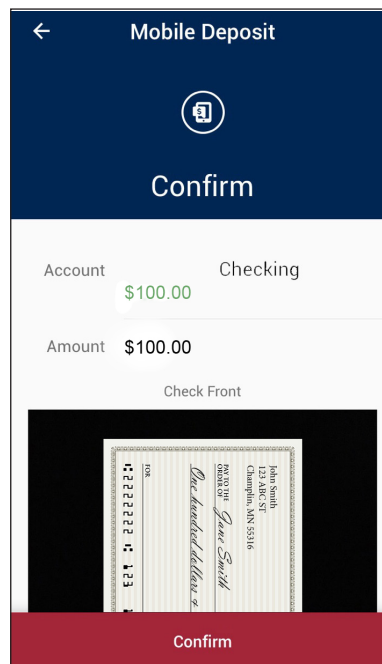 Mobile Deposit
Confirm
Account
Checking
$100.00
Amount $100.00
Check Front
John Smith
123 ABC ST
Champlin, MN 55316
PAY TO THE
ORDER OF Jane Smith
One hundred dollars
FOR
Confirm